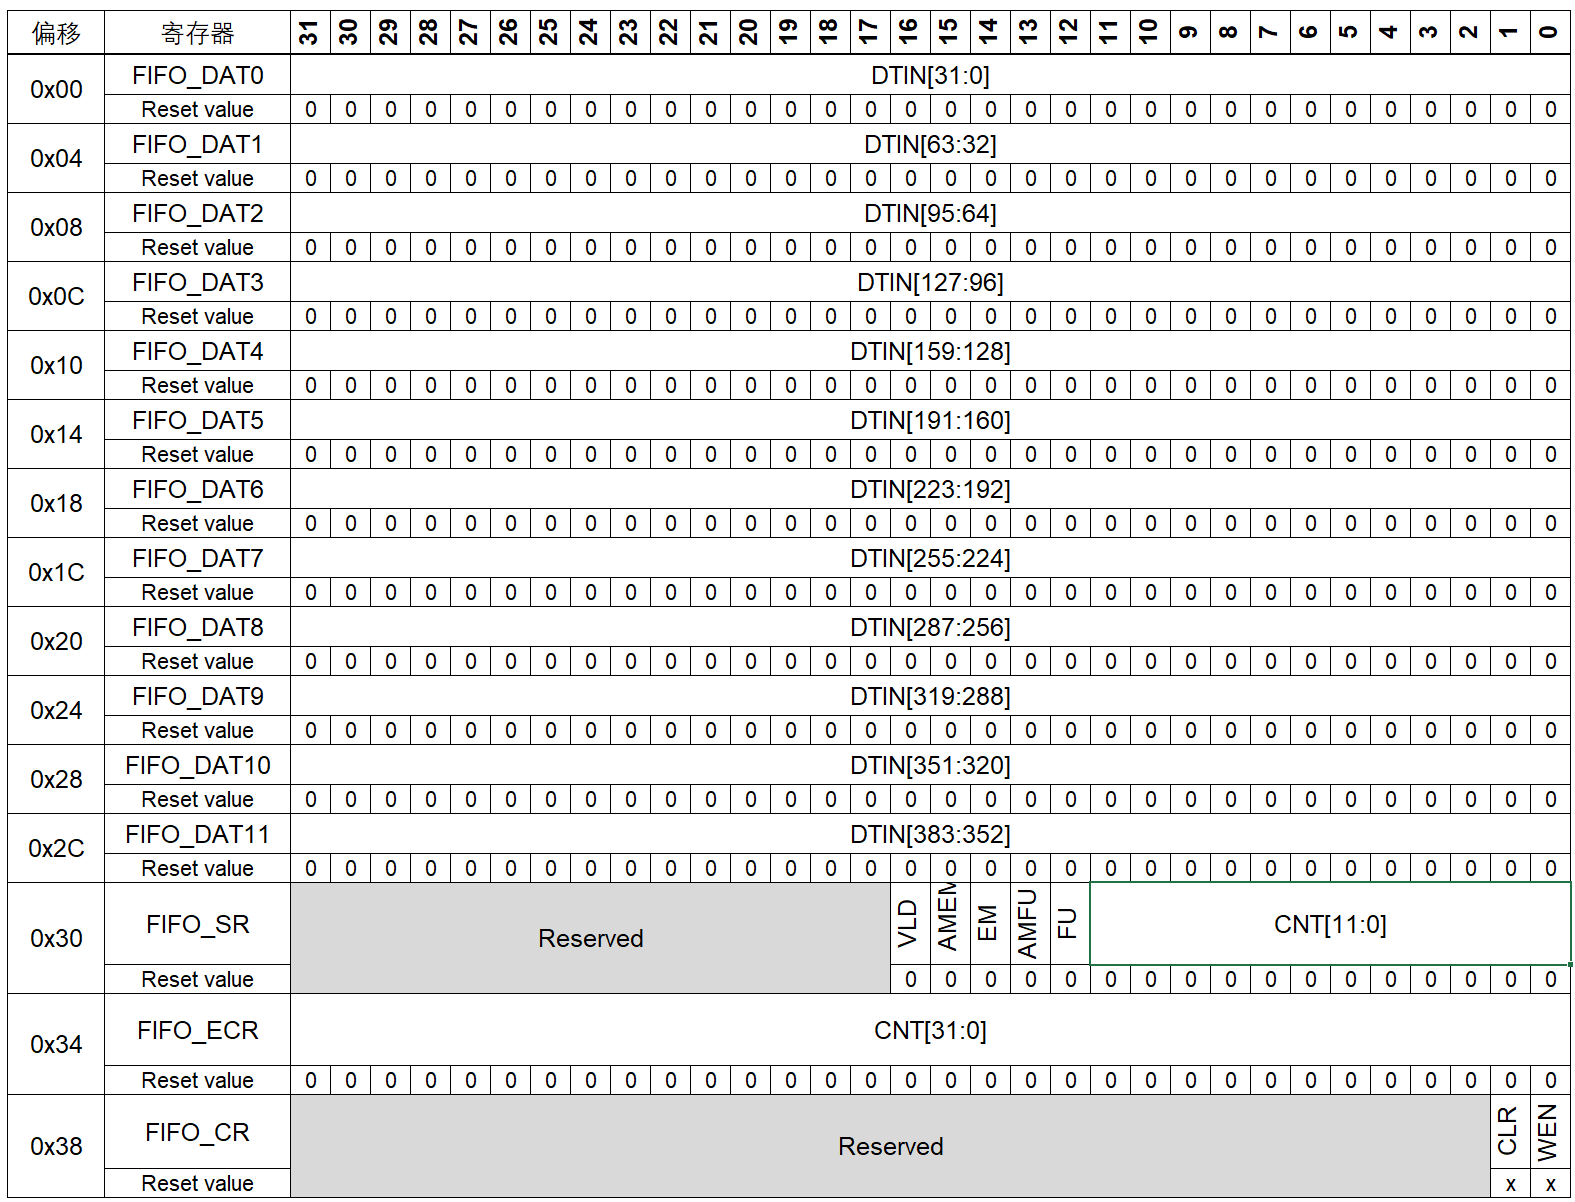 偏移 寄存器 31 30 29 28 27 26 25 24 23 22 21 20 19 18 17 16 15 14 13 12 11 10 9 8 7 6 5 4 3 2 1 0
0x00 FIFO_DAT0 DTIN[31:0]
Reset value 0 0 0 0 0 0 0 0 0 0 0 0 0 0 0 0 0 0 0 0 0 0 0 0 0 0 0 0 0 0 0 0
0x04 FIFO_DAT1 DTIN[63:32]
Reset value 0 0 0 0 0 0 0 0 0 0 0 0 0 0 0 0 0 0 0 0 0 0 0 0 0 0 0 0 0 0 0 0
0x08 FIFO_DAT2 DTIN[95:64]
Reset value 0 0 0 0 0 0 0 0 0 0 0 0 0 0 0 0 0 0 0 0 0 0 0 0 0 0 0 0 0 0 0 0
0x0C FIFO_DAT3 DTIN[127:96]
Reset value 0 0 0 0 0 0 0 0 0 0 0 0 0 0 0 0 0 0 0 0 0 0 0 0 0 0 0 0 0 0 0 0
0x10 FIFO_DAT4 DTIN[159:128]
Reset value 0 0 0 0 0 0 0 0 0 0 0 0 0 0 0 0 0 0 0 0 0 0 0 0 0 0 0 0 0 0 0 0
0x14 FIFO_DAT5 DTIN[191:160]
Reset value 0 0 0 0 0 0 0 0 0 0 0 0 0 0 0 0 0 0 0 0 0 0 0 0 0 0 0 0 0 0 0 0
0x18 FIFO_DAT6 DTIN[223:192]
Reset value 0 0 0 0 0 0 0 0 0 0 0 0 0 0 0 0 0 0 0 0 0 0 0 0 0 0 0 0 0 0 0 0
0x1C FIFO_DAT7 DTIN[255:224]
Reset value 0 0 0 0 0 0 0 0 0 0 0 0 0 0 0 0 0 0 0 0 0 0 0 0 0 0 0 0 0 0 0 0
0x20 FIFO_DAT8 DTIN[287:256]
Reset value 0 0 0 0 0 0 0 0 0 0 0 0 0 0 0 0 0 0 0 0 0 0 0 0 0 0 0 0 0 0 0 0
0x24 FIFO_DAT9 DTIN[319:288]
Reset value 0 0 0 0 0 0 0 0 0 0 0 0 0 0 0 0 0 0 0 0 0 0 0 0 0 0 0 0 0 0 0 0
0x28 FIFO_DAT10 DTIN[351:320]
Reset value 0 0 0 0 0 0 0 0 0 0 0 0 0 0 0 0 0 0 0 0 0 0 0 0 0 0 0 0 0 0 0 0
0x2C FIFO_DAT11 DTIN[383:352]
Reset value 0 0 0 0 0 0 0 0 0 0 0 0 0 0 0 0 0 0 0 0 0 0 0 0 0 0 0 0 0 0 0 0
0x30 FIFO_SR Reserved VLD AMEM EM AMFU FU CNT[11:0]
Reset value 0 0 0 0 0 0 0 0 0 0 0 0 0 0 0 0 0
0x34 FIFO_ECR CNT[31:0]
Reset value 0 0 0 0 0 0 0 0 0 0 0 0 0 0 0 0 0 0 0 0 0 0 0 0 0 0 0 0 0 0 0 0
0x38 FIFO_CR Reserved CLR WEN
Reset value x x